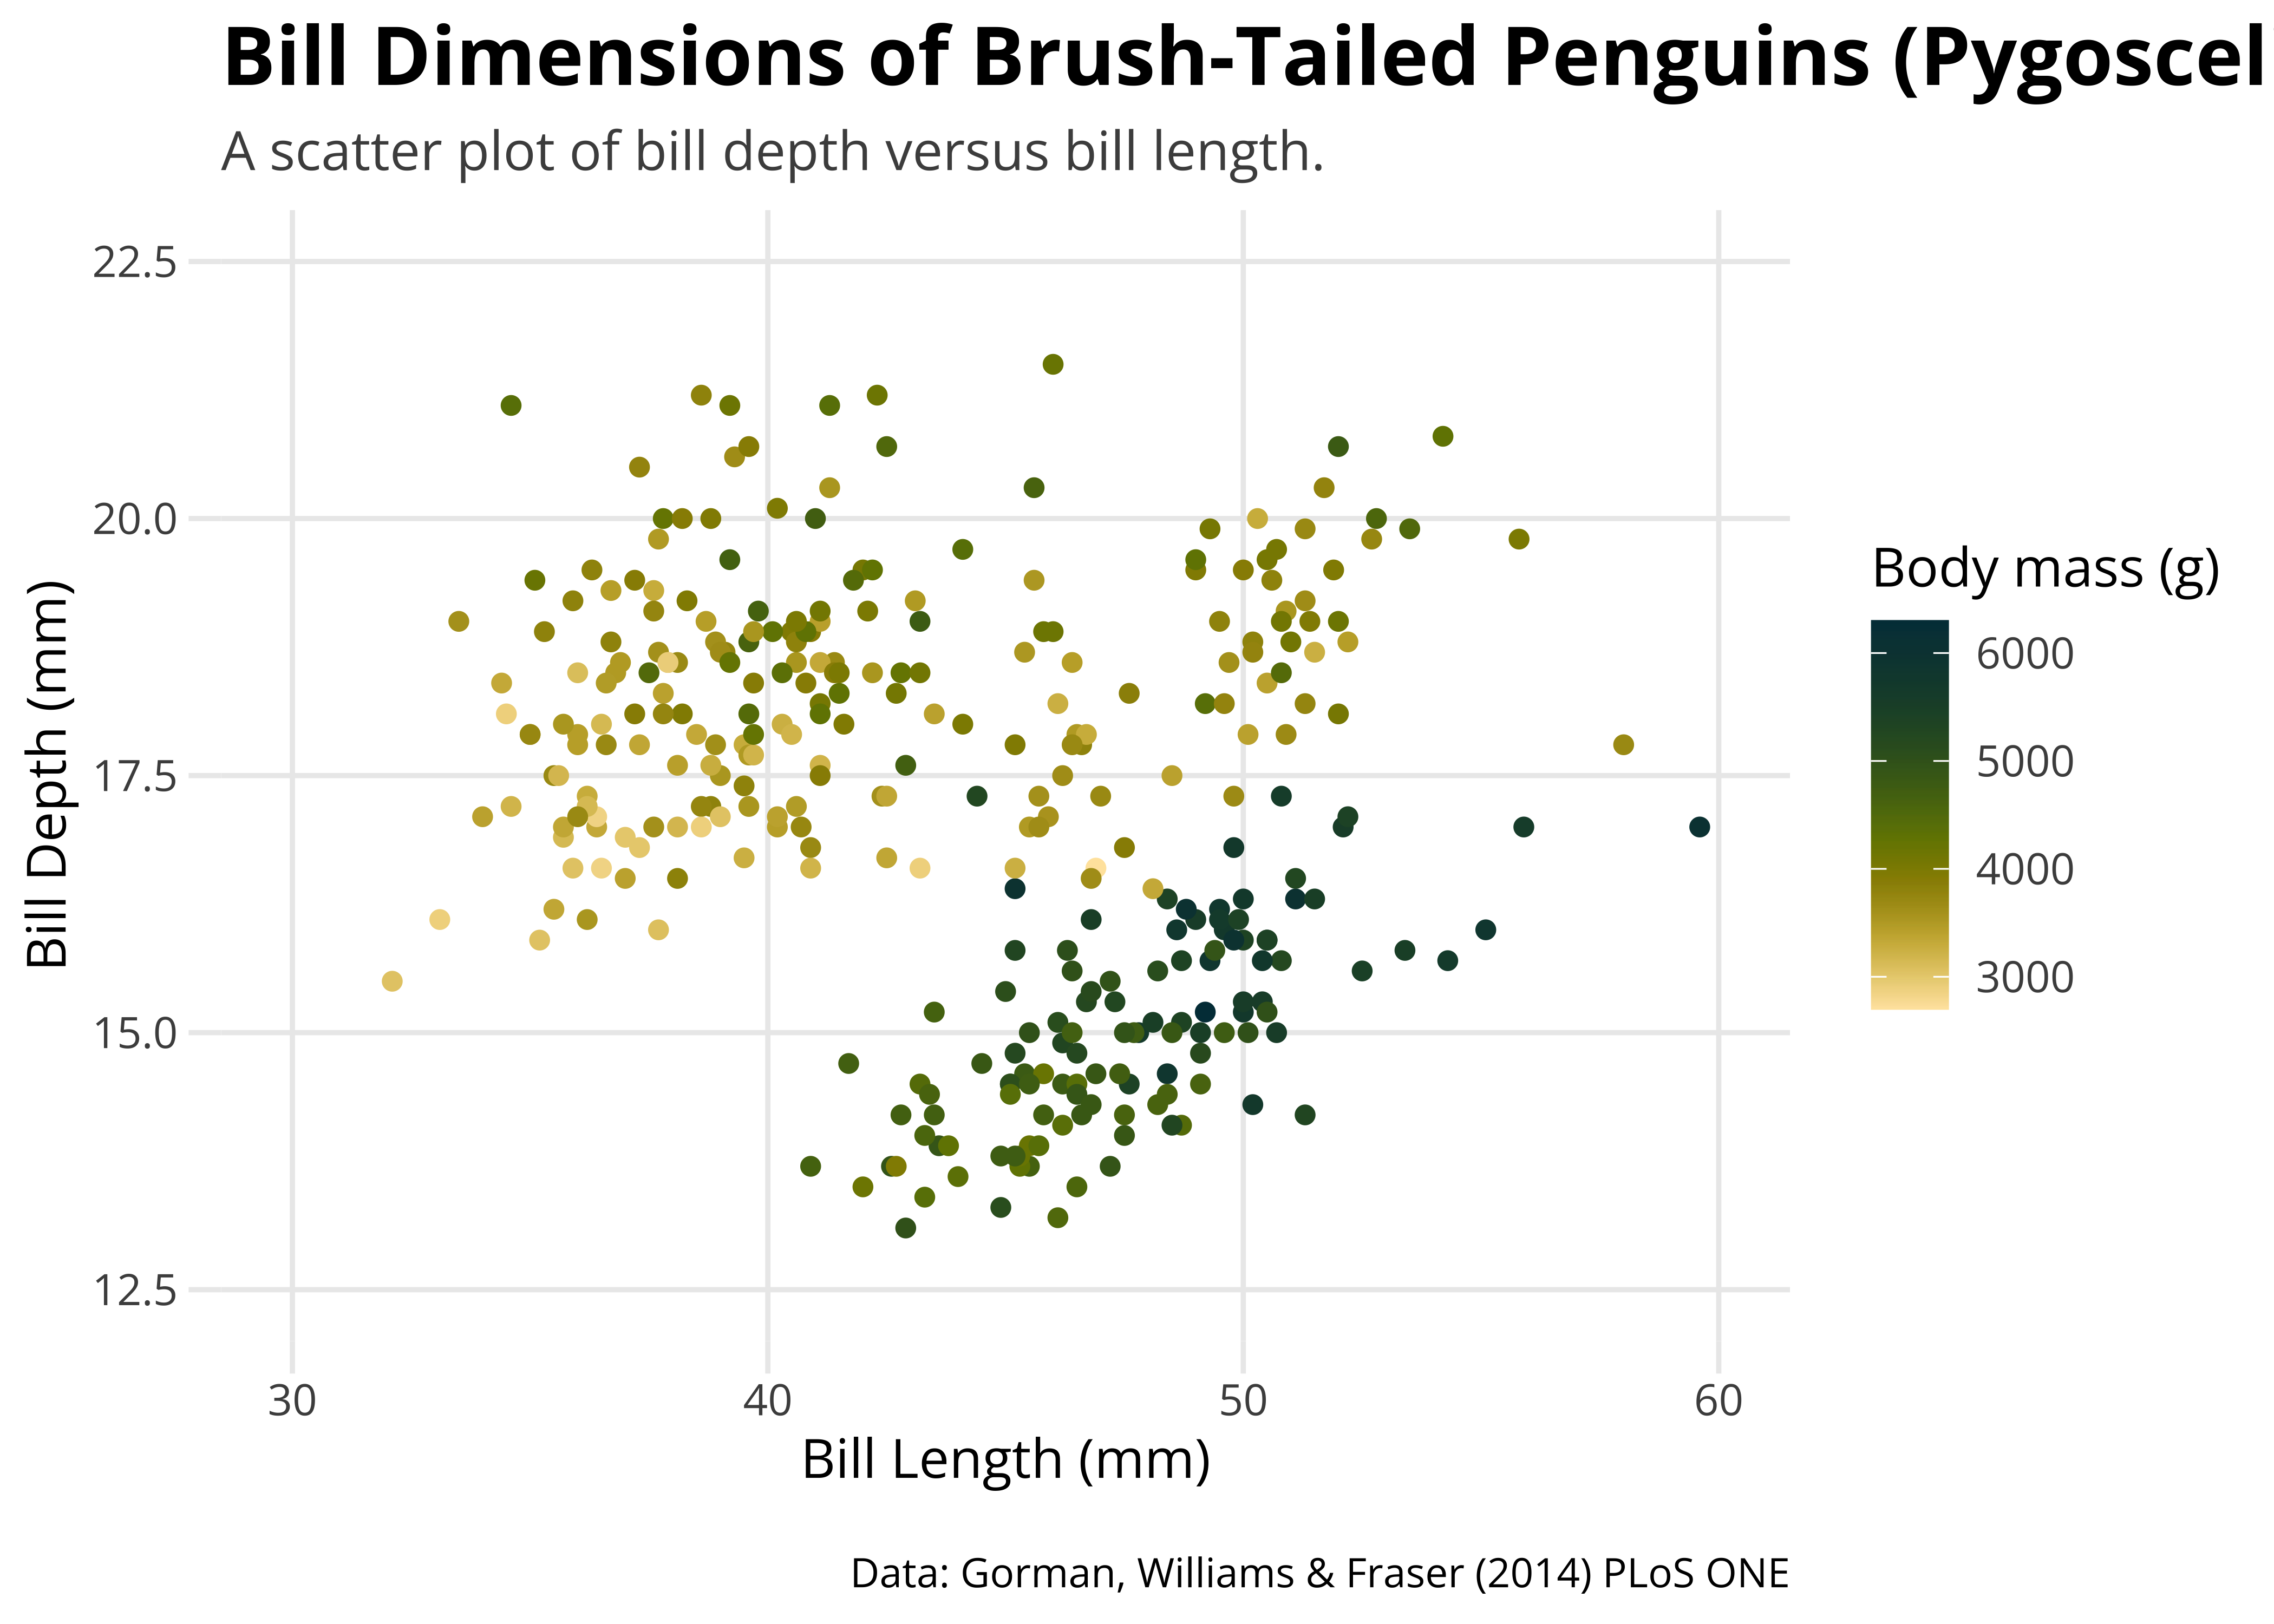 Bill Dimensions of Brush-Tailed Penguins (Pygoscel
A scatter plot of bill depth versus bill length.
22.5
20.0
17.5
15.0
12.5
Bill Depth (mm)
30 40 50 60
Bill Length (mm)
Body mass (g)
6000
5000
4000
3000
Data: Gorman, Williams & Fraser (2014) PLoS ONE